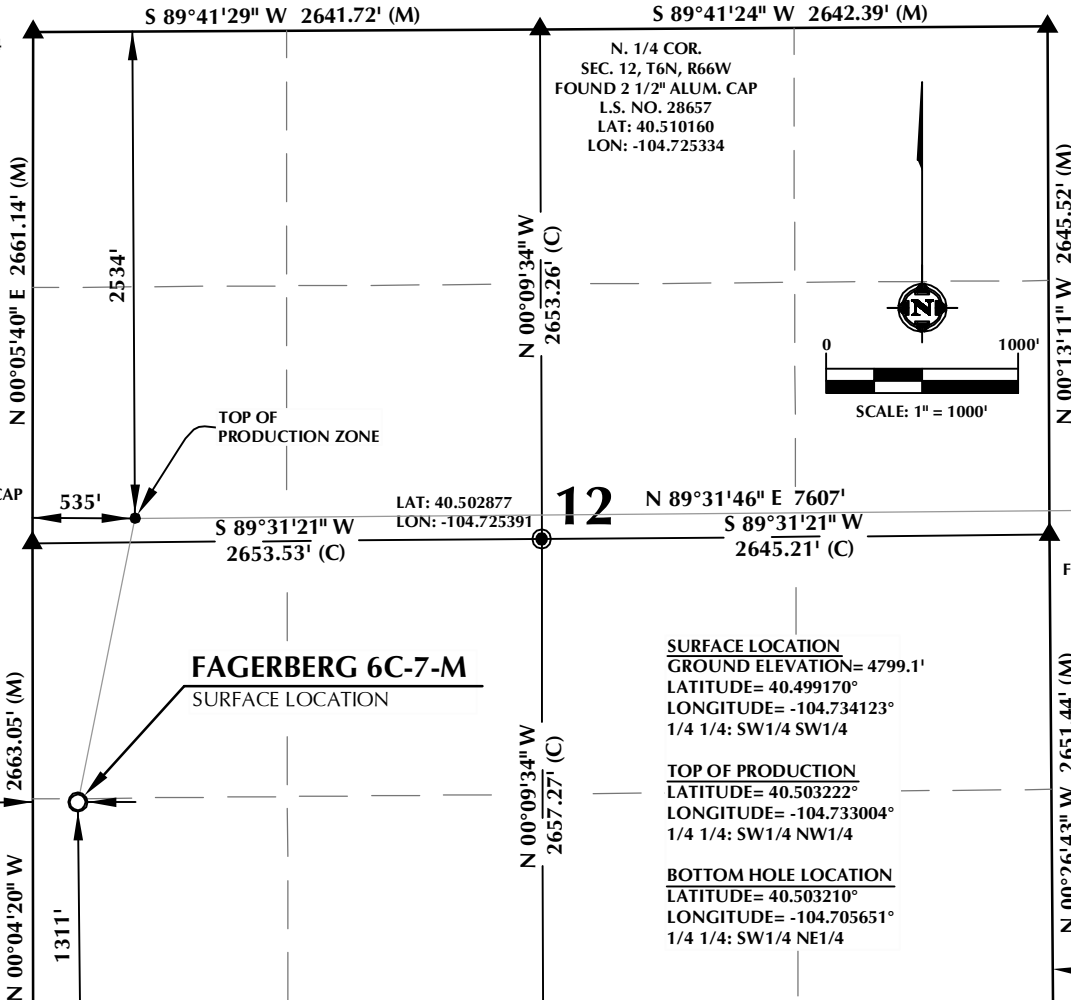 S 89°41'29" W 2641.72' (M)
S 89°41'24" W 2642.39' (M)
N. 1/4 COR.
SEC. 12, T6N, R66W
FOUND 2 1/2" ALUM. CAP
L.S. NO. 28657
LAT: 40.510160
LON: -104.725334
N 00°05'40" E 2661.14' (M)
2534'
N 00°09'34" W
2653.26' (C)
N
N 00°13'11" W 2645.52' (M)
0 1000'
SCALE: 1" = 1000'
TOP OF
PRODUCTION ZONE
CAP
535'
LAT: 40.502877
LON: -104.725391
12
N 89°31'46" E 7607'
S 89°31'21" W
2653.53' (C)
S 89°31'21" W
2645.21' (C)
F
FAGERBERG 6C-7-M
SURFACE LOCATION
N 00°04'20" W 2663.05' (M)
1311'
N 00°09'34" W
2657.27' (C)
SURFACE LOCATION
GROUND ELEVATION= 4799.1'
LATITUDE= 40.499170°
LONGITUDE= -104.734123°
1/4 1/4: SW1/4 SW1/4
TOP OF PRODUCTION
LATITUDE= 40.503222°
LONGITUDE= -104.733004°
1/4 1/4: SW1/4 NW1/4
BOTTOM HOLE LOCATION
LATITUDE= 40.503210°
LONGITUDE= -104.705651°
1/4 1/4: SW1/4 NE1/4
N 00°26'43" W 2651.44' (M)